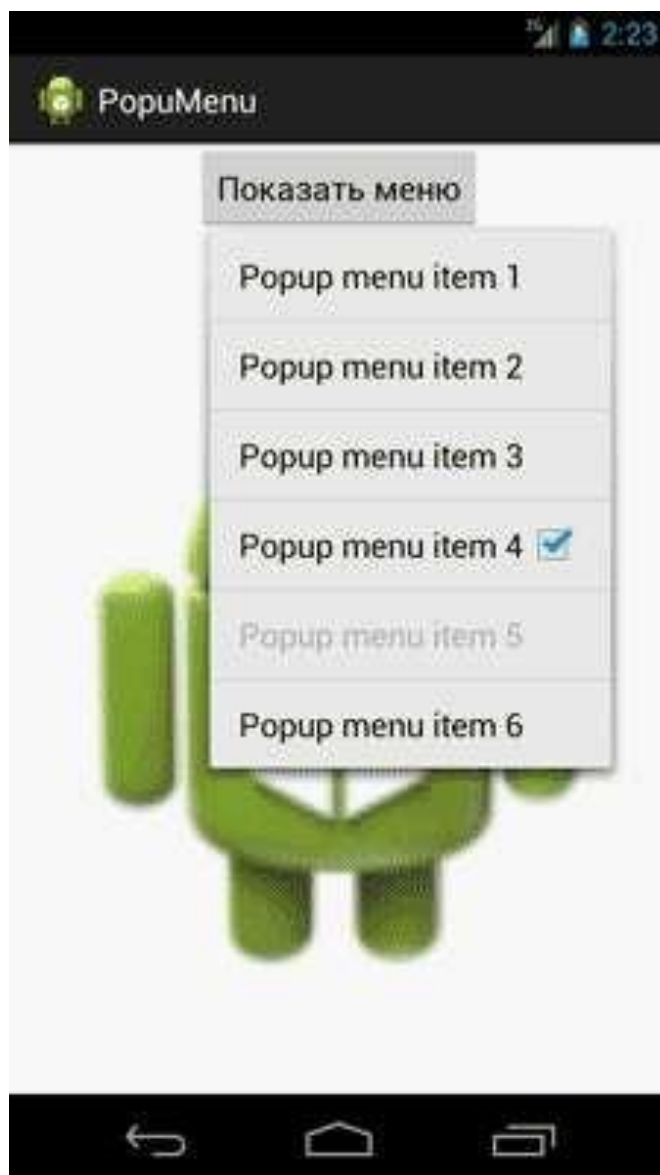 3G 2:23
PopuMenu
Показать меню
Popup menu item 1
Popup menu item 2
Popup menu item 3
Popup menu item 4
Popup menu item 5
Popup menu item 6